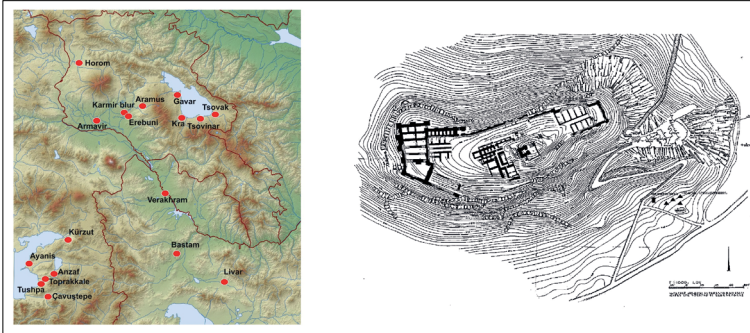 Horom
Aramus
Gavar
Karmir blur
Tsovak
Erebuni
Kra
Tsovinar
Armavir
Verakhram
Kürzut
Bastam
Ayanis
Livar
Anzaf
Toprakkale
Tushpa
Çavuştepe